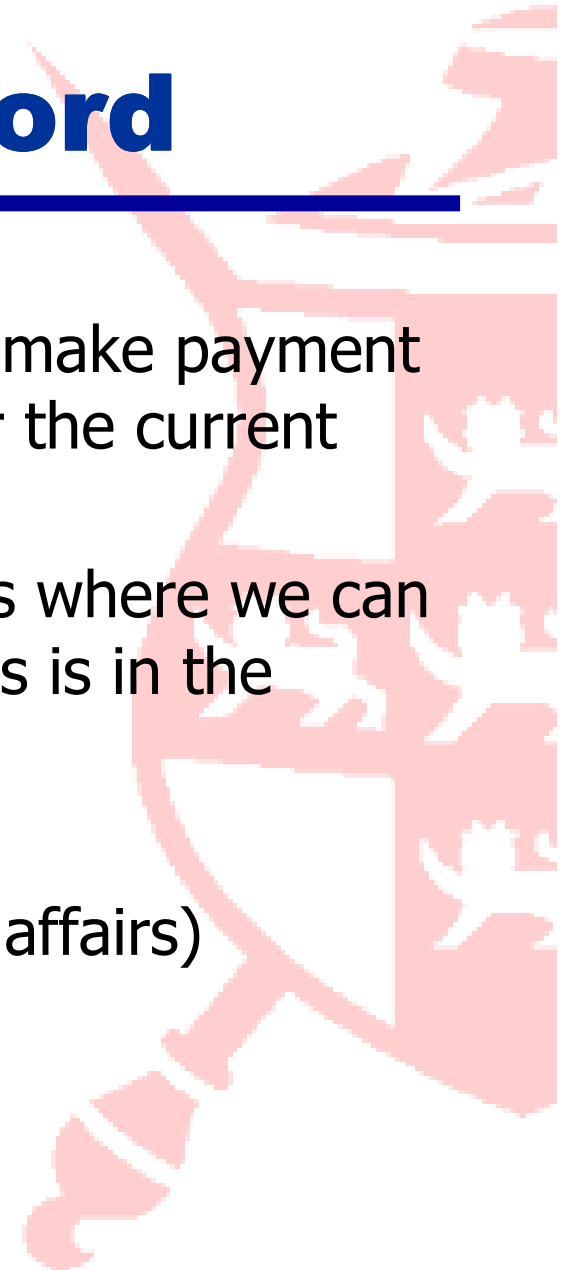 ord
make payment
r the current
s where we can
s is in the
affairs)